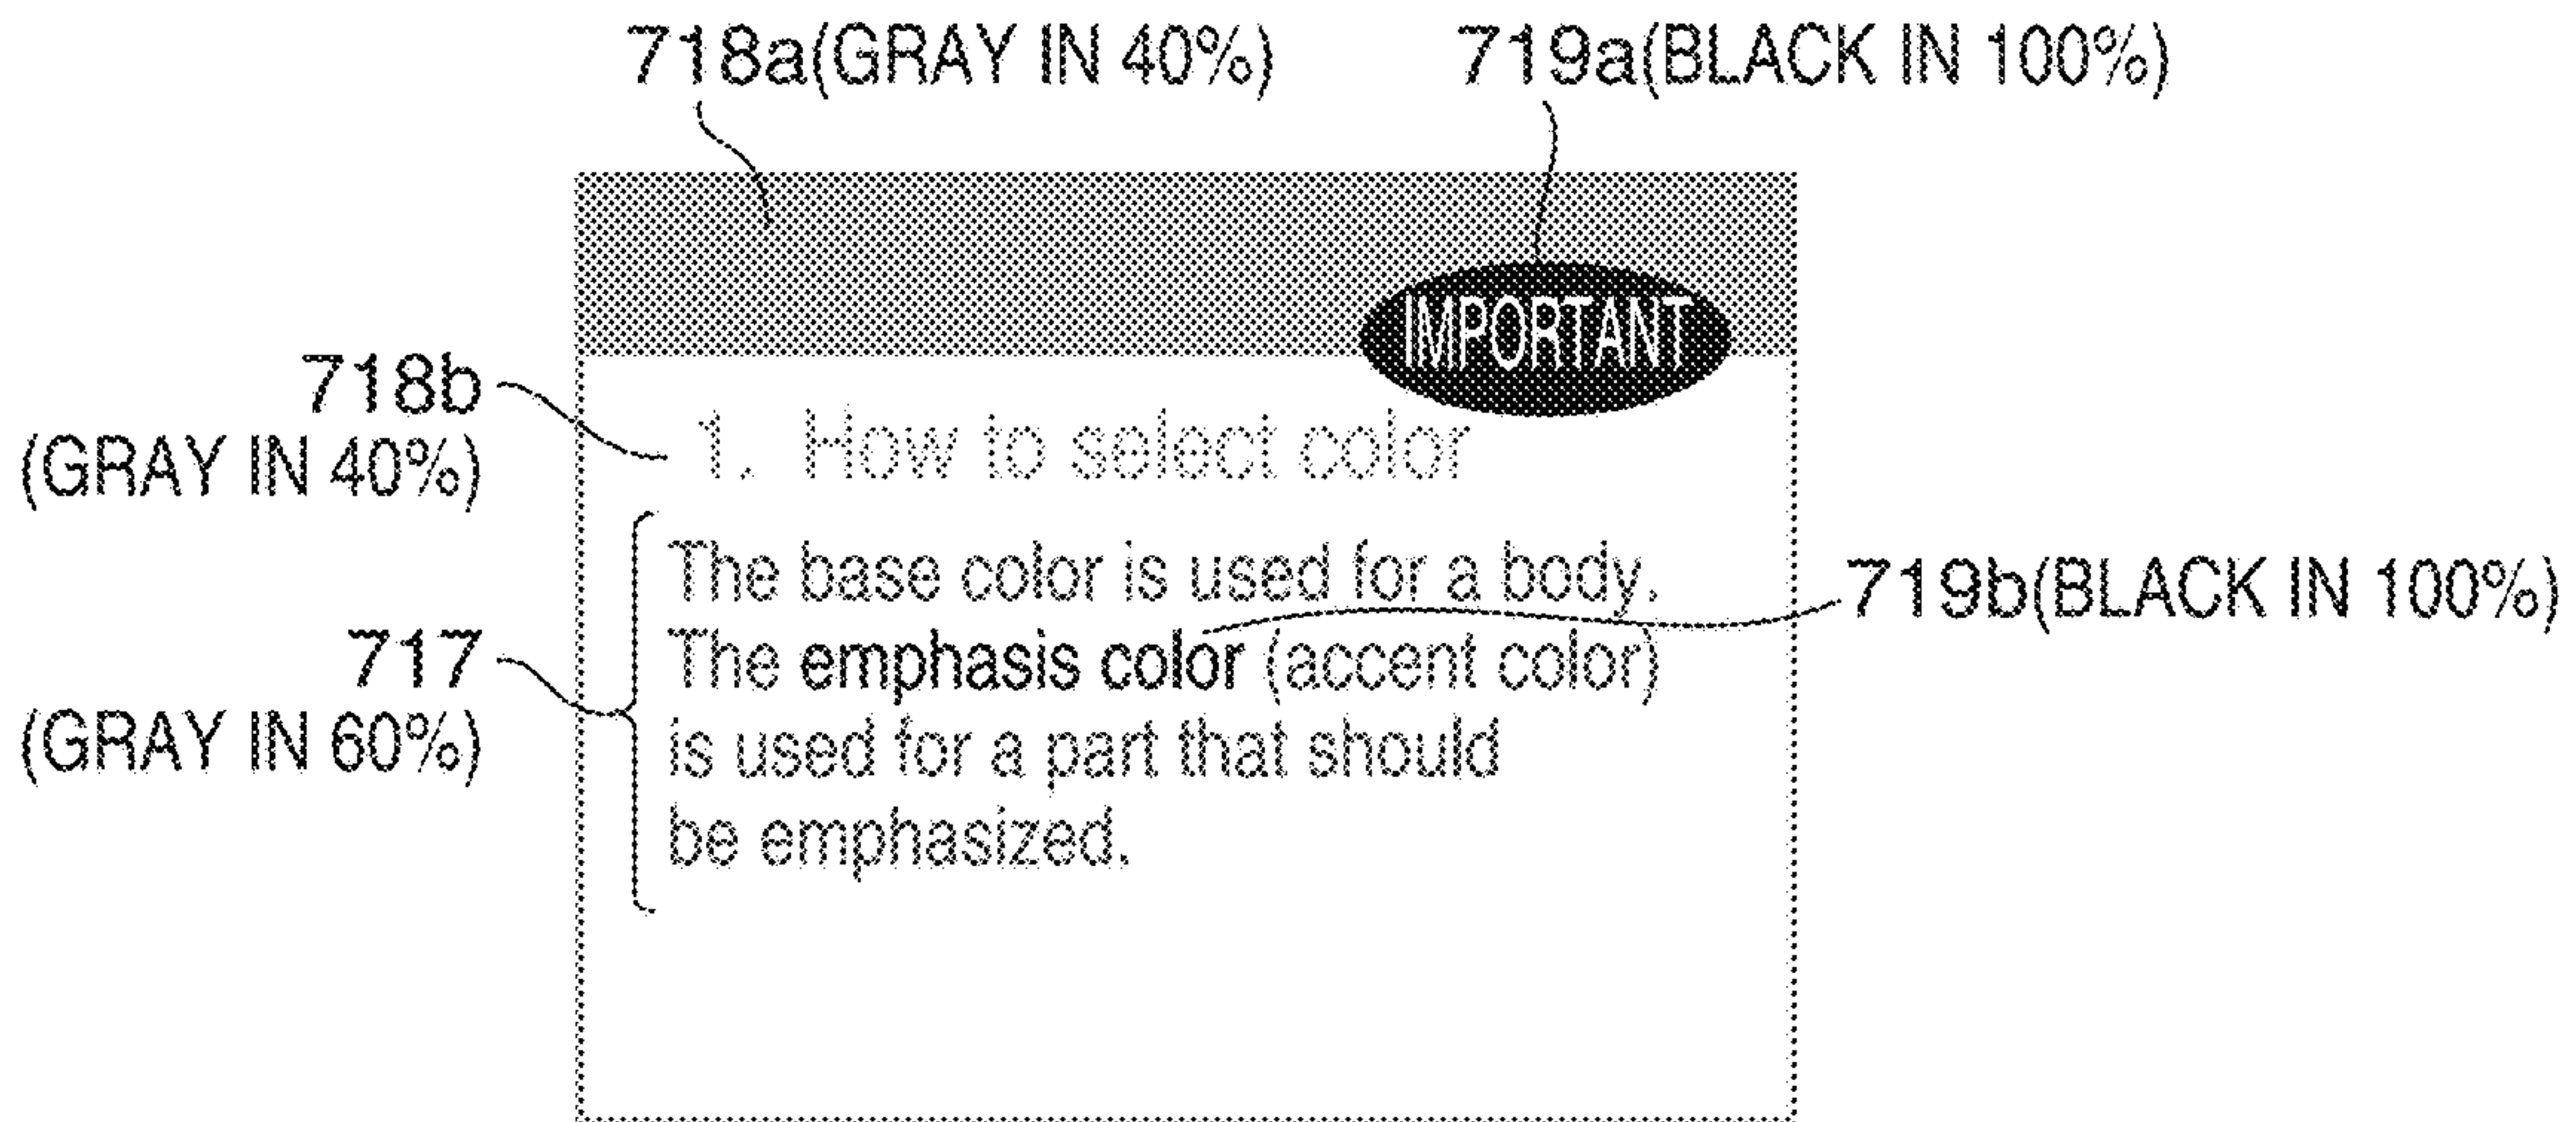 718a(GRAY IN 40%)
719a(BLACK IN 100%)
IMPORTANT
718b
(GRAY IN 40%)
1. How to select color
The base color is used for a body.
719b(BLACK IN 100%)
717
(GRAY IN 60%)
The emphasis color (accent color)
is used for a part that should
be emphasized.